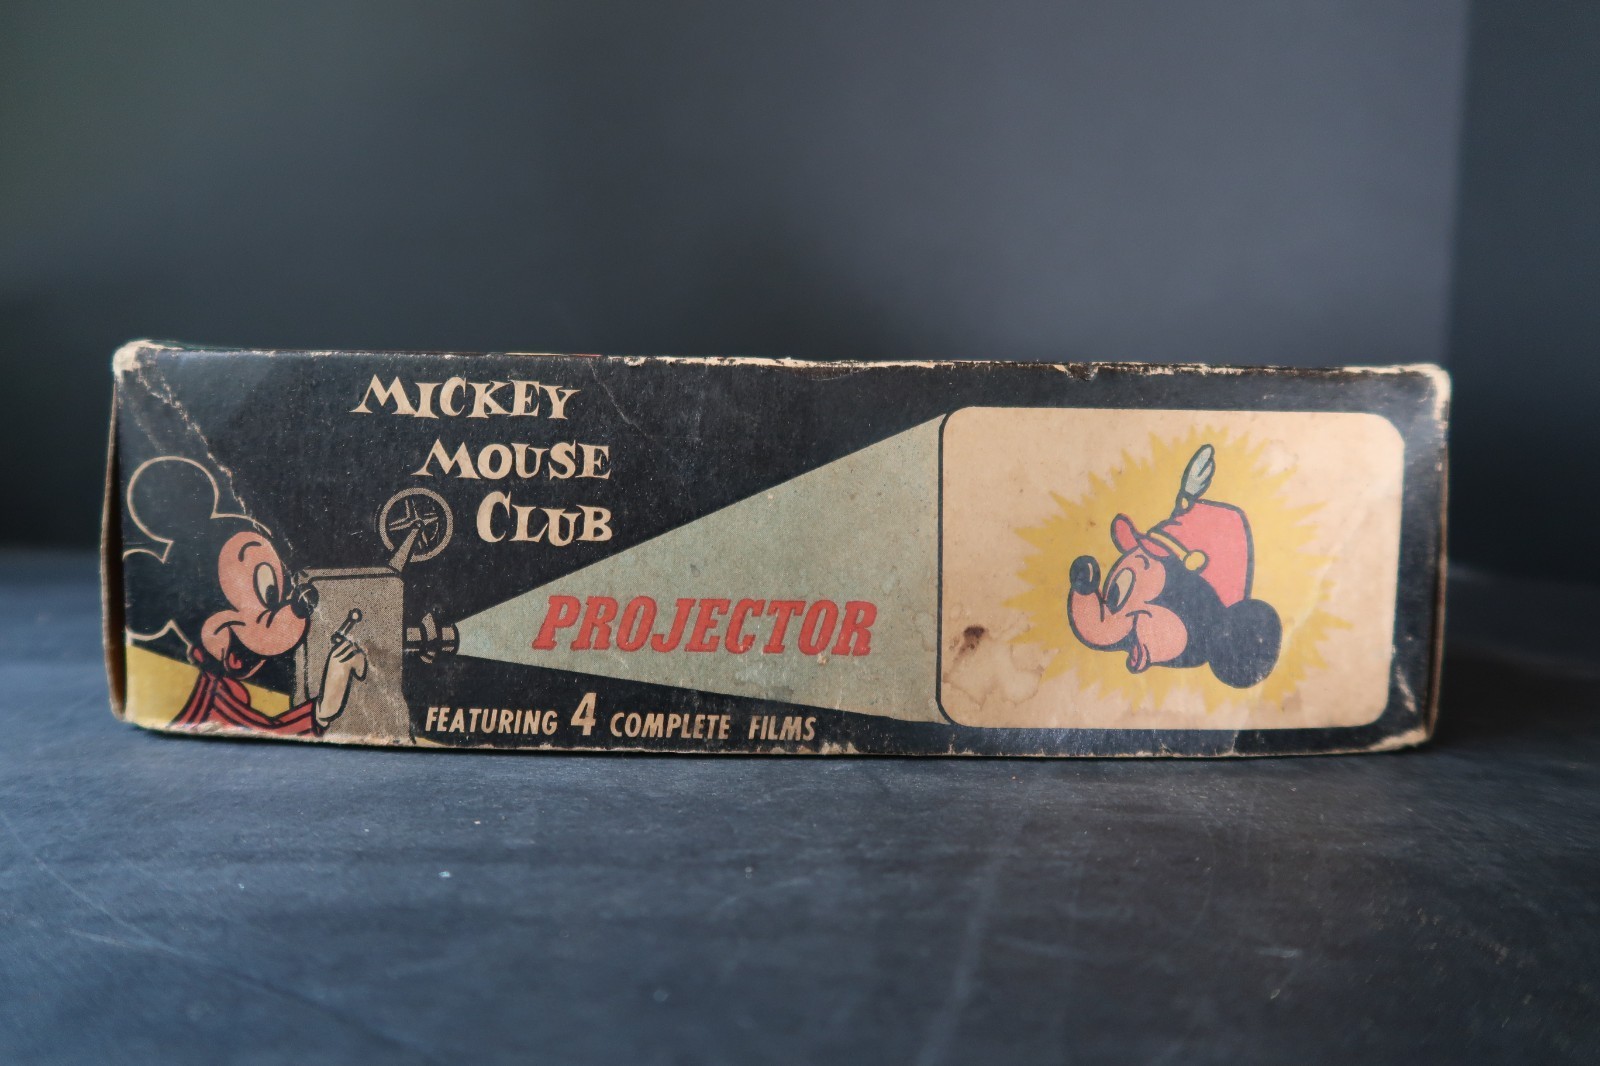 MICKEY
MOUSE
CLUB
PROJECTOR
FEATURING 4 COMPLETE FILMS